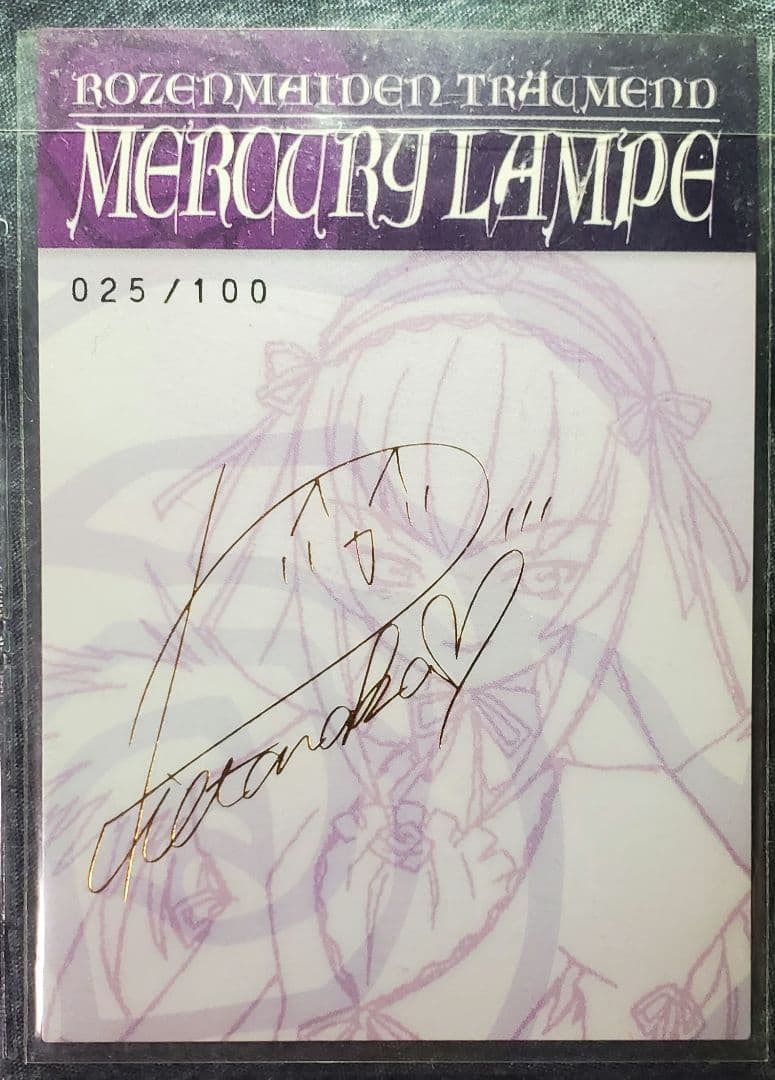 ROZENMAIDEN TRÄUMEND
MERCURY LAMPE
025/100